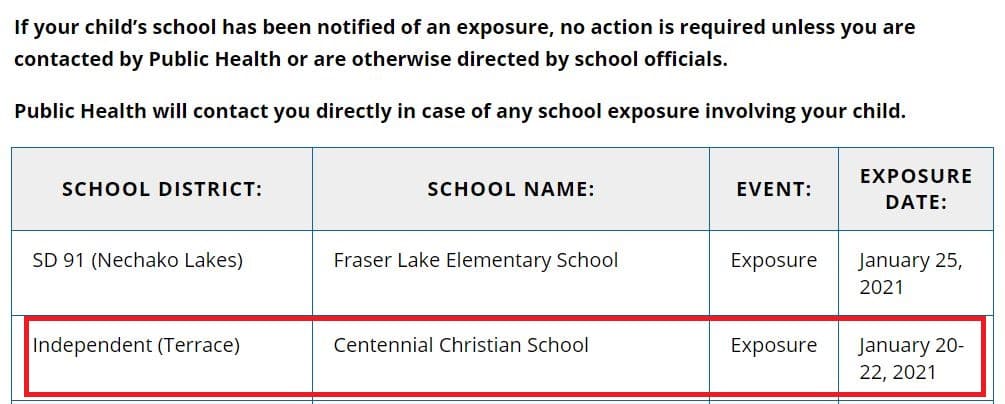 If your child’s school has been notified of an exposure, no action is required unless you are
contacted by Public Health or are otherwise directed by school officials.
Public Health will contact you directly in case of any school exposure involving your child.
SCHOOL DISTRICT: SCHOOL NAME: EVENT: EXPOSURE DATE:
SD 91 (Nechako Lakes) Fraser Lake Elementary School Exposure January 25,
2021
Independent (Terrace) Centennial Christian School Exposure January 20-
22, 2021